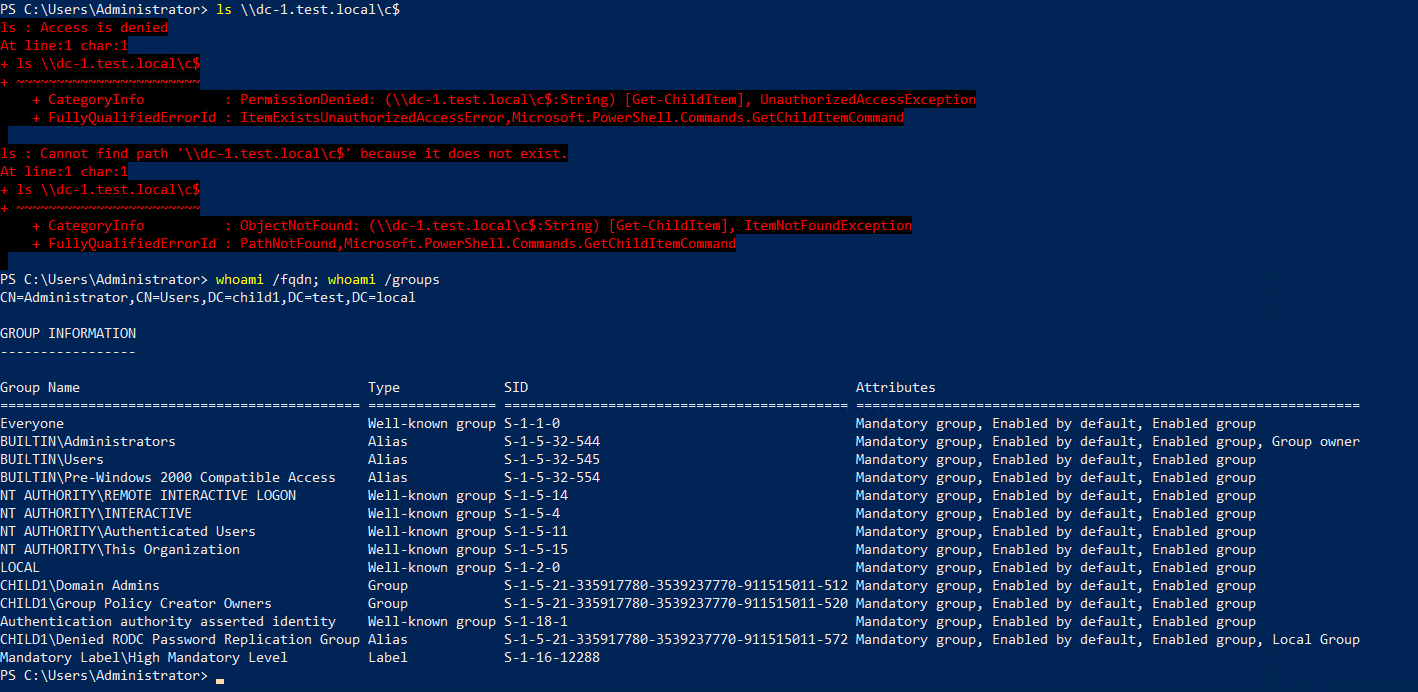 PS C:\Users\Administrator> ls \\dc-1.test.local\c$
ls : Access is denied
At line:1 char:1
+ ls \\dc-1.test.local\c$
+ ~~~~~~~~~~~~~~~~~~~~~~~
    + CategoryInfo          : PermissionDenied: (\\dc-1.test.local\c$:String) [Get-ChildItem], UnauthorizedAccessException
    + FullyQualifiedErrorId : ItemExistsUnauthorizedAccessError,Microsoft.PowerShell.Commands.GetChildItemCommand
ls : Cannot find path '\\dc-1.test.local\c$' because it does not exist.
At line:1 char:1
+ ls \\dc-1.test.local\c$
+ ~~~~~~~~~~~~~~~~~~~~~~~
    + CategoryInfo          : ObjectNotFound: (\\dc-1.test.local\c$:String) [Get-ChildItem], ItemNotFoundException
    + FullyQualifiedErrorId : PathNotFound,Microsoft.PowerShell.Commands.GetChildItemCommand
PS C:\Users\Administrator> whoami /fqdn; whoami /groups
CN=Administrator,CN=Users,DC=child1,DC=test,DC=local
GROUP INFORMATION
-----------------
Group Name                                   Type             SID                                         Attributes
============================================= ================ =========================================== ===============================================================
Everyone                                     Well-known group S-1-1-0                                     Mandatory group, Enabled by default, Enabled group
BUILTIN\Administrators                       Alias            S-1-5-32-544                                Mandatory group, Enabled by default, Enabled group, Group owner
BUILTIN\Users                                Alias            S-1-5-32-545                                Mandatory group, Enabled by default, Enabled group
BUILTIN\Pre-Windows 2000 Compatible Access   Alias            S-1-5-32-554                                Mandatory group, Enabled by default, Enabled group
NT AUTHORITY\REMOTE INTERACTIVE LOGON        Well-known group S-1-5-14                                    Mandatory group, Enabled by default, Enabled group
NT AUTHORITY\INTERACTIVE                     Well-known group S-1-5-4                                     Mandatory group, Enabled by default, Enabled group
NT AUTHORITY\Authenticated Users             Well-known group S-1-5-11                                    Mandatory group, Enabled by default, Enabled group
NT AUTHORITY\This Organization               Well-known group S-1-5-15                                    Mandatory group, Enabled by default, Enabled group
LOCAL                                        Well-known group S-1-2-0                                     Mandatory group, Enabled by default, Enabled group
CHILD1\Domain Admins                         Group            S-1-5-21-335917780-3539237770-911515011-512 Mandatory group, Enabled by default, Enabled group
CHILD1\Group Policy Creator Owners           Group            S-1-5-21-335917780-3539237770-911515011-520 Mandatory group, Enabled by default, Enabled group
Authentication authority asserted identity   Well-known group S-1-18-1                                    Mandatory group, Enabled by default, Enabled group
CHILD1\Denied RODC Password Replication Group Alias            S-1-5-21-335917780-3539237770-911515011-572 Mandatory group, Enabled by default, Enabled group, Local Group
Mandatory Label\High Mandatory Level         Label            S-1-16-12288
PS C:\Users\Administrator>